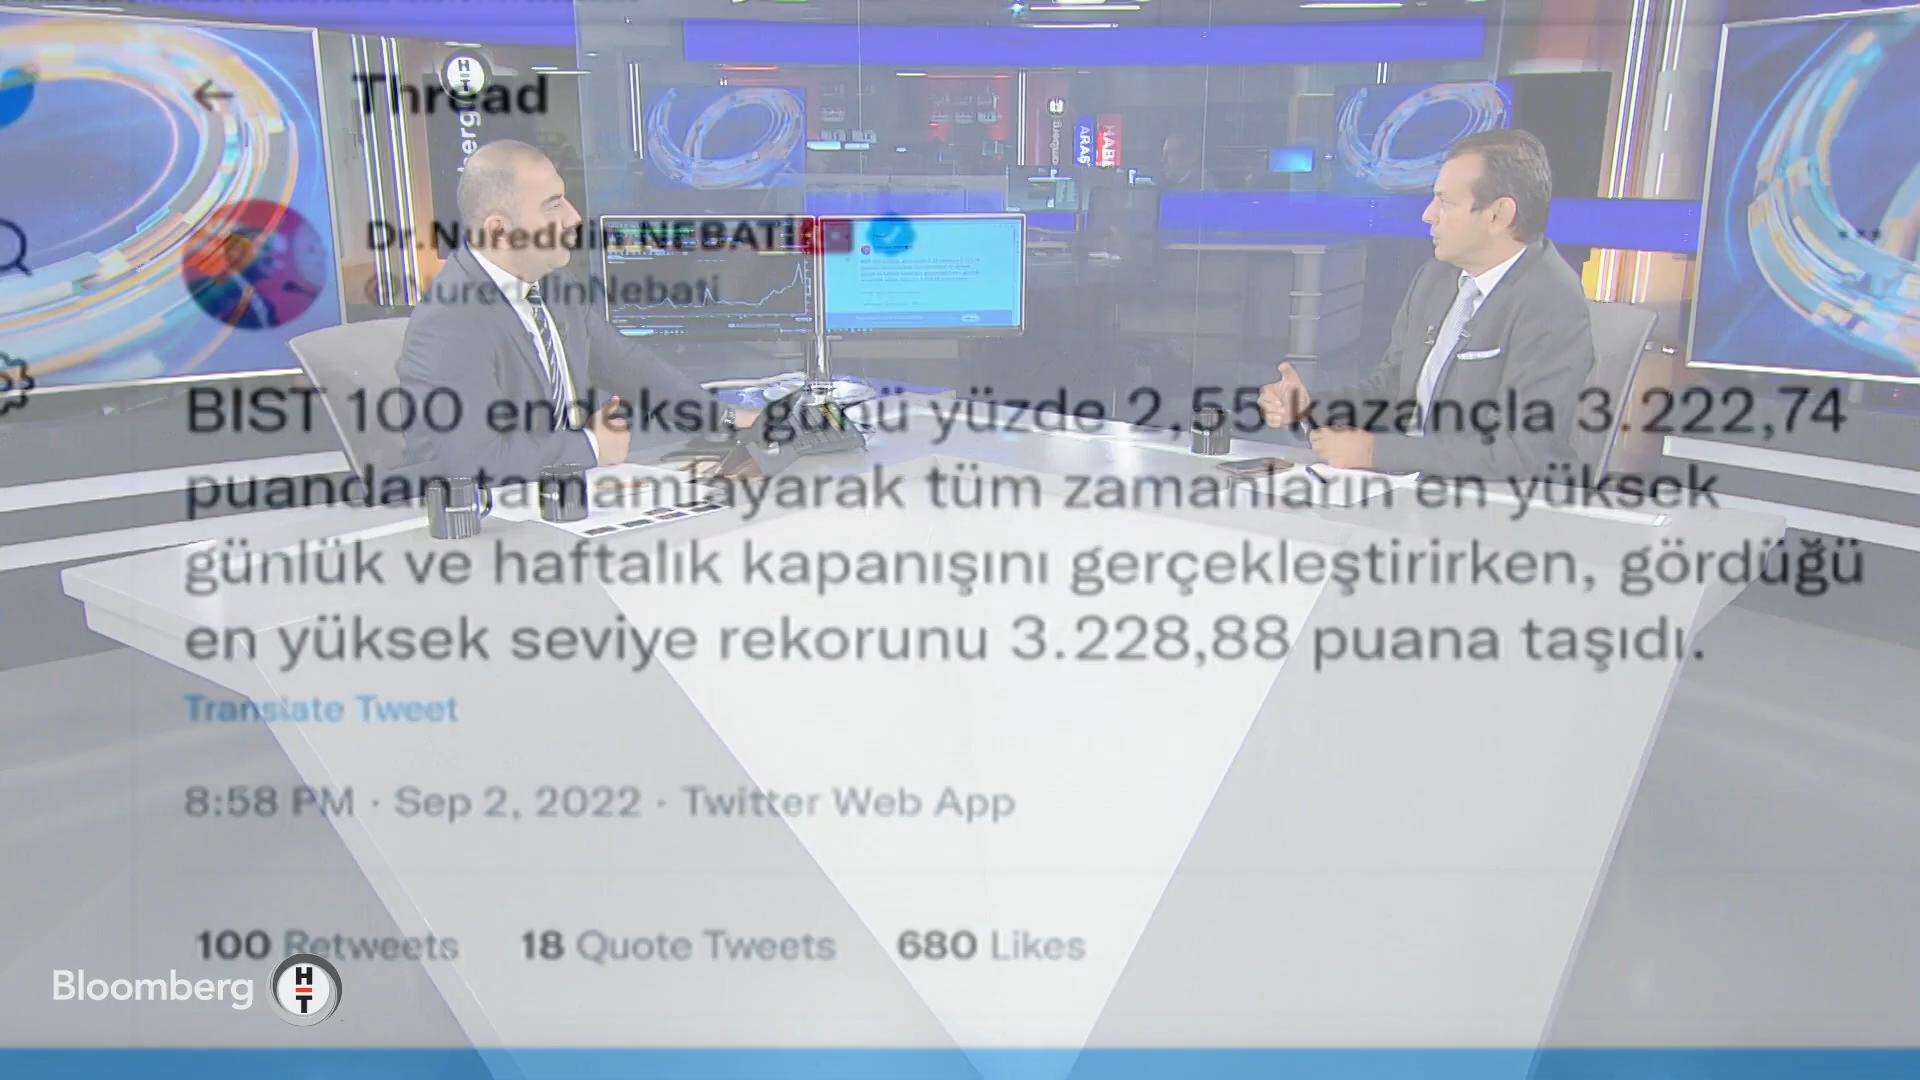 Thread
Dr.Nureddin NEBATİ
@NureddinNebati
BIST 100 endeksi, günü yüzde 2,55 kazançla 3.222,74
puandan tamamlayarak tüm zamanların en yüksek
günlük ve haftalık kapanışını gerçekleştirirken, gördüğü
en yüksek seviye rekorunu 3.228,88 puana taşıdı.
Translate Tweet
8:58 PM · Sep 2, 2022 · Twitter Web App
100 Retweets 18 Quote Tweets 680 Likes
Bloomberg HT